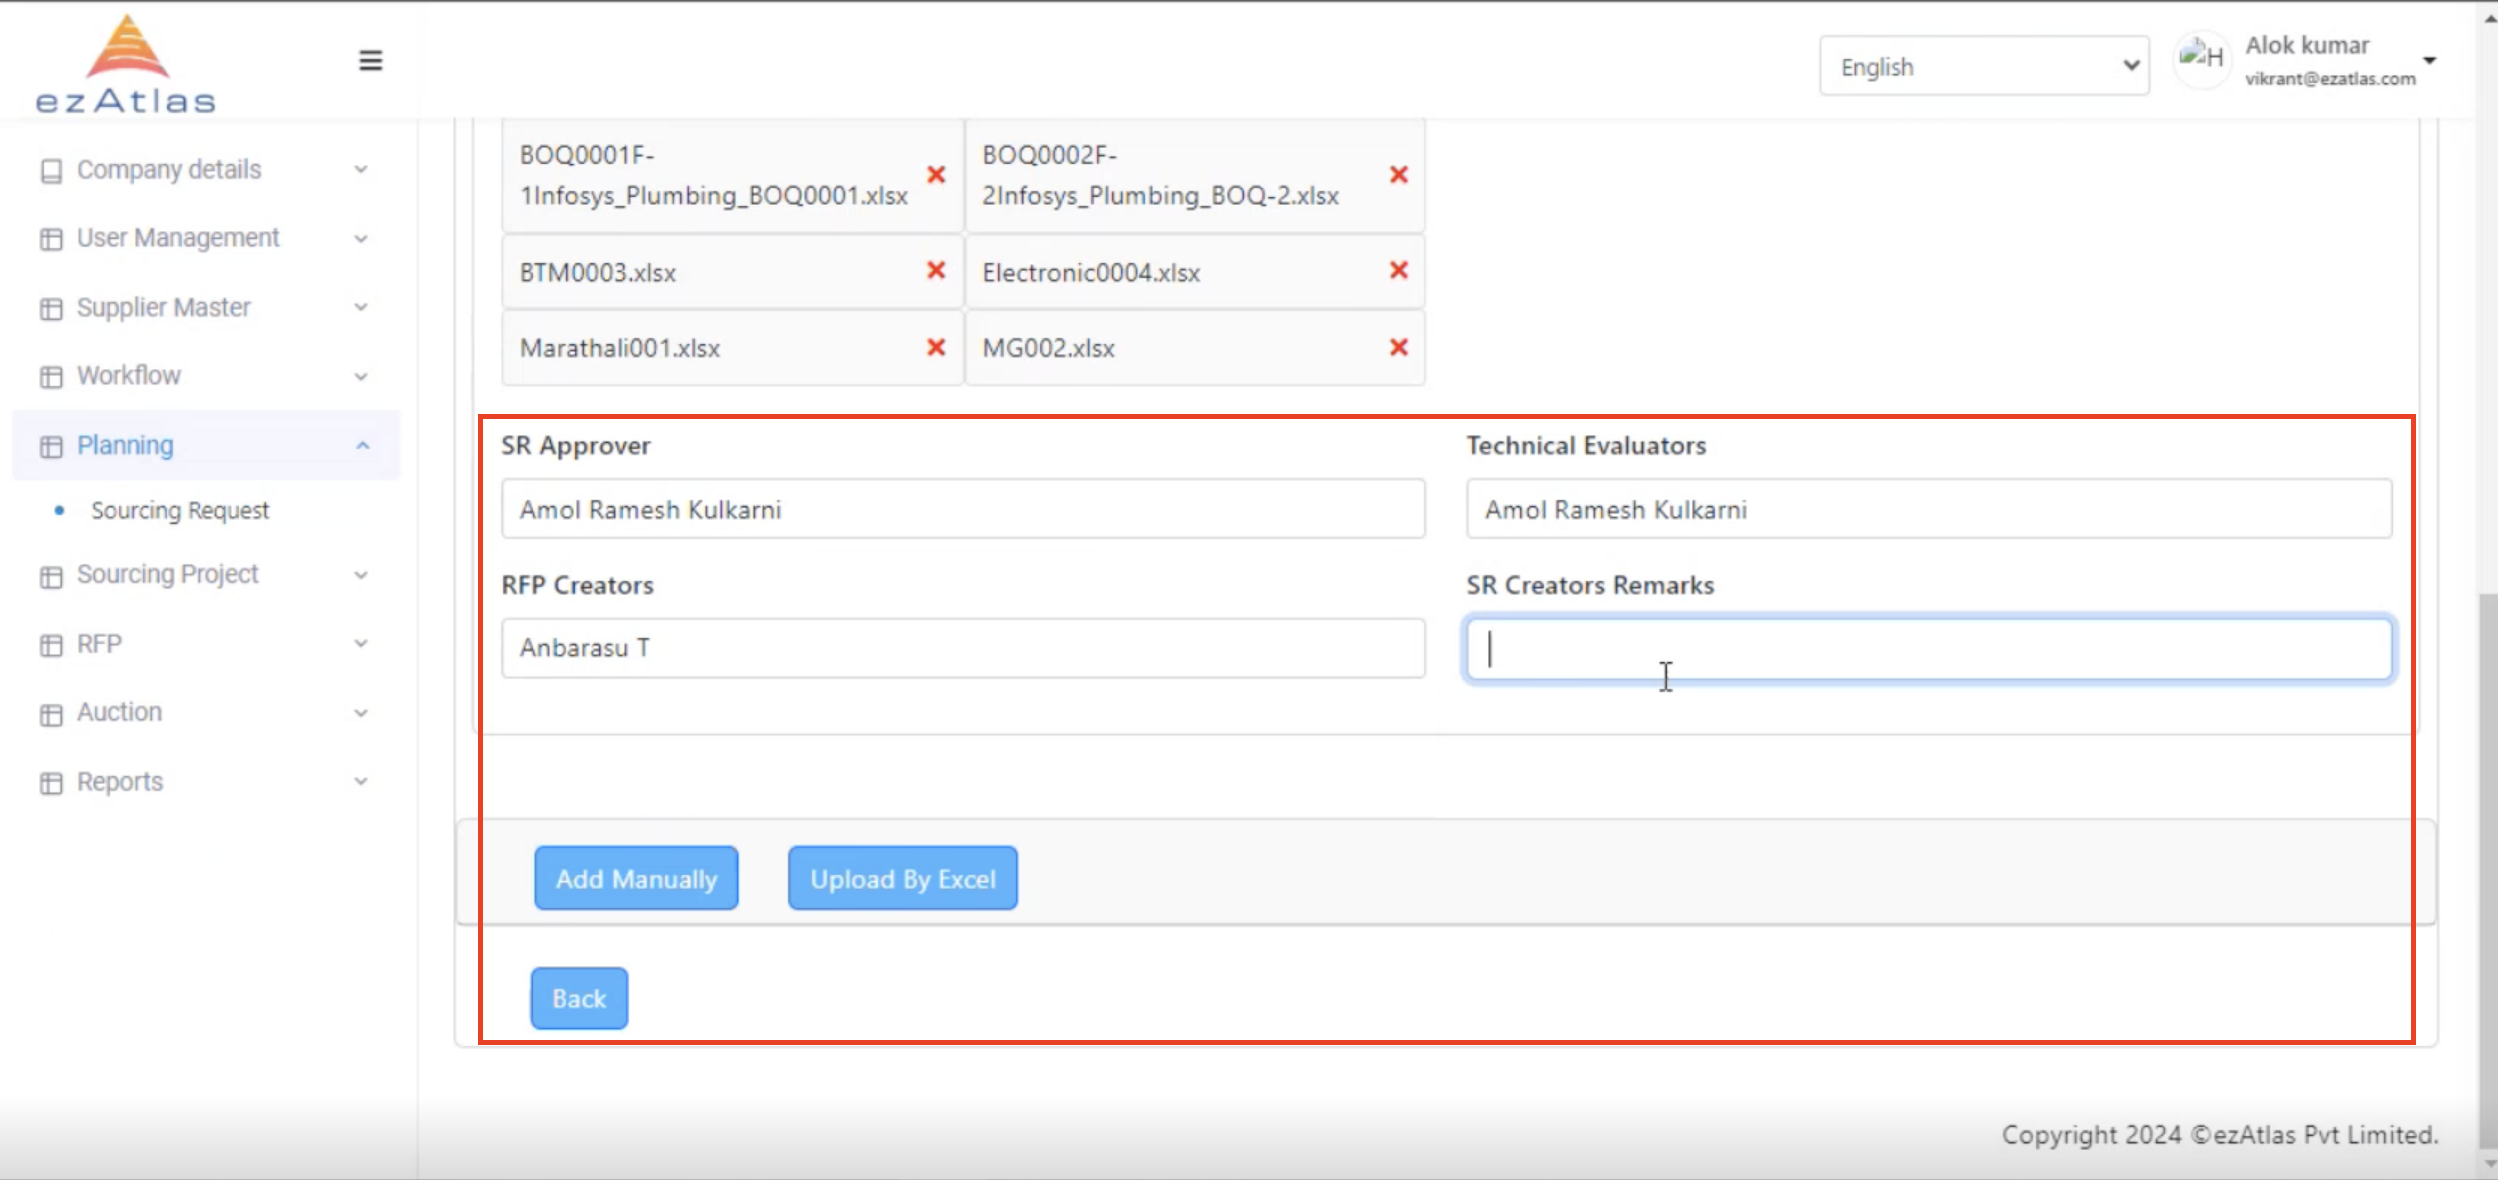 ezAtlas
English
H
Alok kumar
vikrant@ezatlas.com
Company details
User Management
Supplier Master
Workflow
Planning
Sourcing Request
Sourcing Project
RFP
Auction
Reports
BOQ0001F-
1Infosys_Plumbing_BOQ0001.xlsx
BOQ0002F-
2Infosys_Plumbing_BOQ-2.xlsx
BTM0003.xlsx
Electronic0004.xlsx
Marathali001.xlsx
MG002.xlsx
SR Approver
Technical Evaluators
Amol Ramesh Kulkarni
Amol Ramesh Kulkarni
RFP Creators
SR Creators Remarks
Anbarasu T
Add Manually
Upload By Excel
Back
Copyright 2024 ©ezAtlas Pvt Limited.